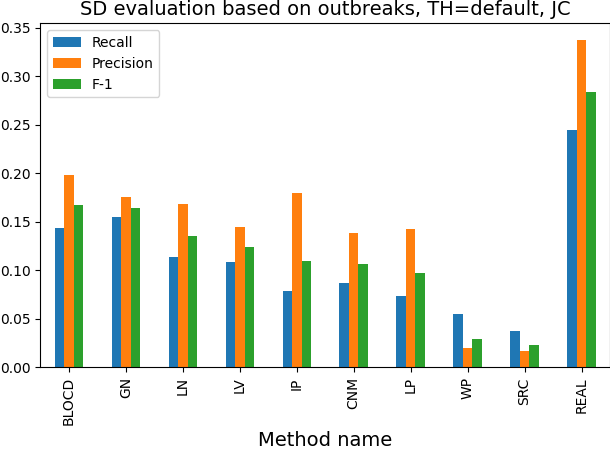 SD evaluation based on outbreaks, TH=default, JC
Recall
Precision
F-1
0.35
0.30
0.25
0.20
0.15
0.10
0.05
0.00
BLOCD
GN
LN
LV
IP
CNM
LP
WP
SRC
REAL
Method name